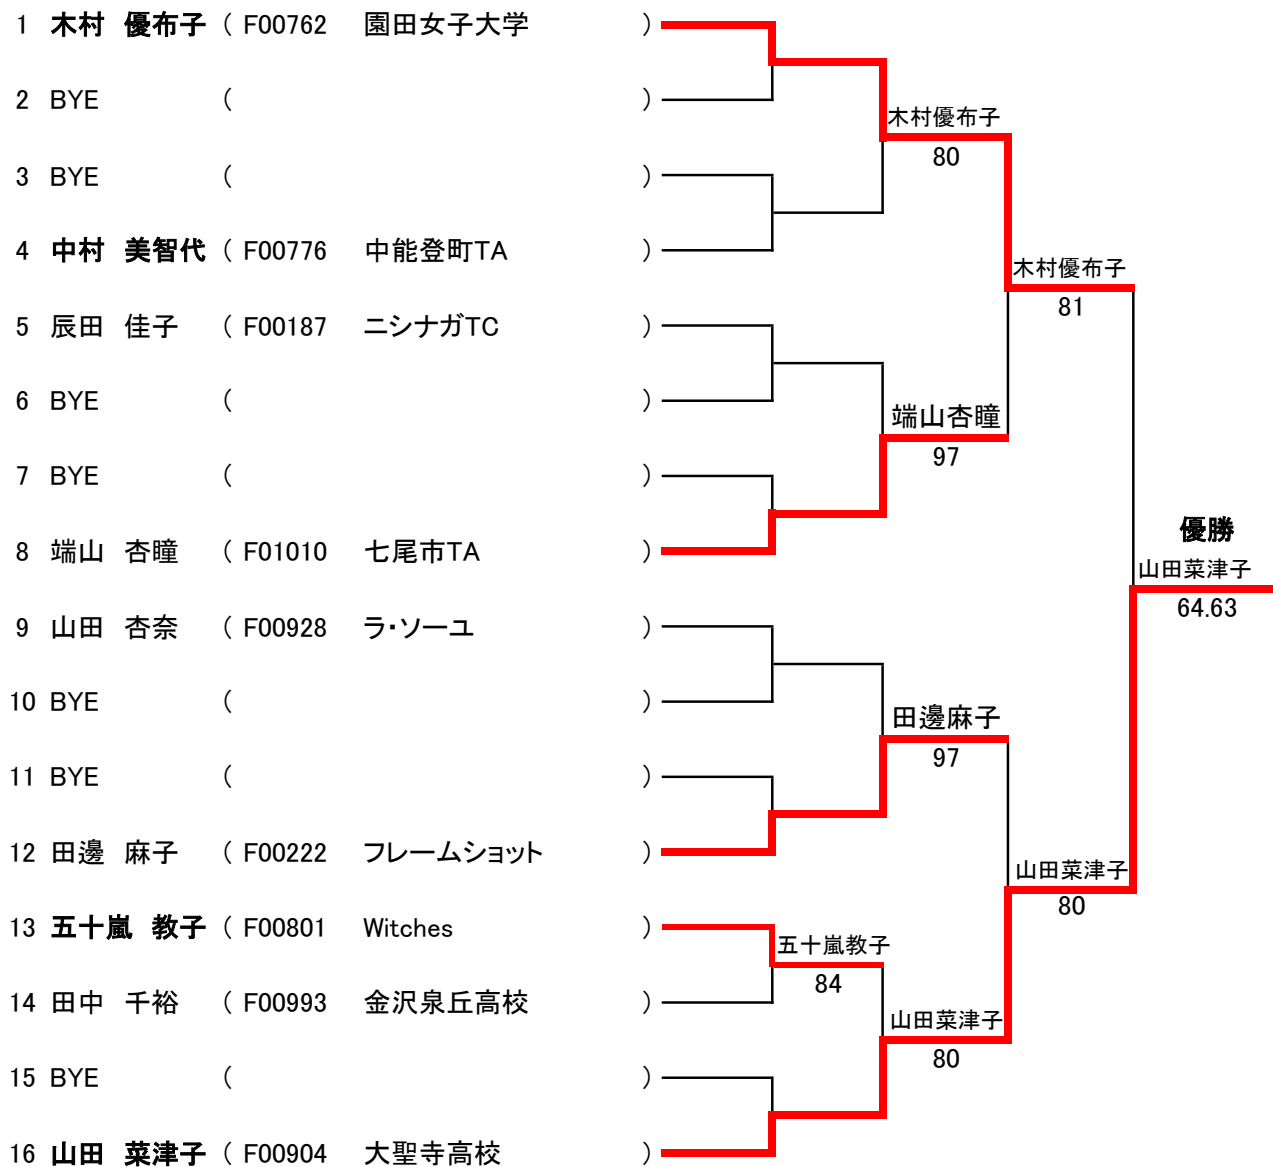 1 木村 優布子 ( F00762 園田女子大学 )
2 BYE ( )
木村優布子
80
3 BYE ( )
4 中村 美智代 ( F00776 中能登町TA )
木村優布子
81
5 辰田 佳子 ( F00187 ニシナガTC )
6 BYE ( )
端山杏瞳
97
7 BYE ( )
8 端山 杏瞳 ( F01010 七尾市TA )
優勝
山田菜津子
64.63
9 山田 杏奈 ( F00928 ラ・ソーユ )
10 BYE ( )
田邊麻子
97
11 BYE ( )
12 田邊 麻子 ( F00222 フレームショット )
山田菜津子
80
13 五十嵐 教子 ( F00801 Witches )
五十嵐教子
84
14 田中 千裕 ( F00993 金沢泉丘高校 )
山田菜津子
80
15 BYE ( )
16 山田 菜津子 ( F00904 大聖寺高校 )